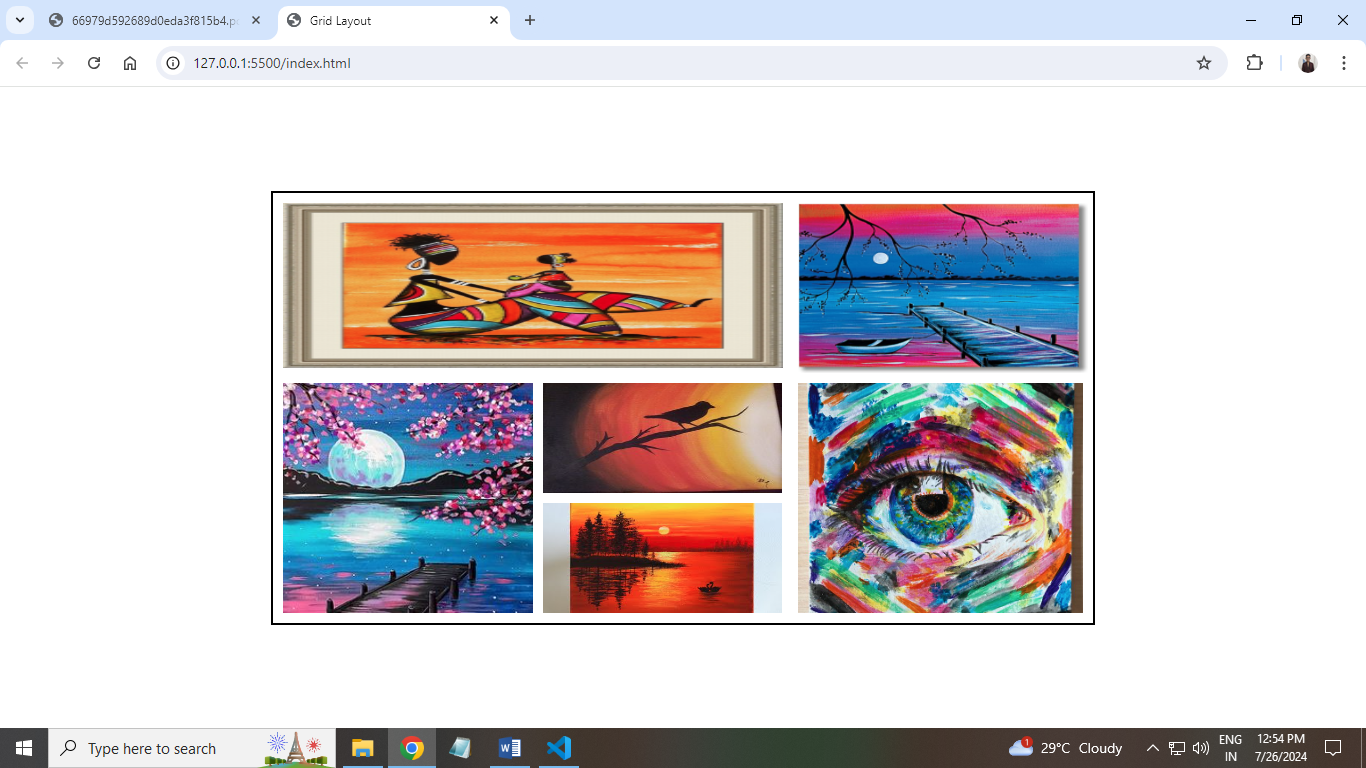 66979d592689d0eda3f815b4.p
Grid Layout
127.0.0.1:5500/index.html
Type here to search
1
29°C Cloudy
ENG
IN
12:54 PM
7/26/2024